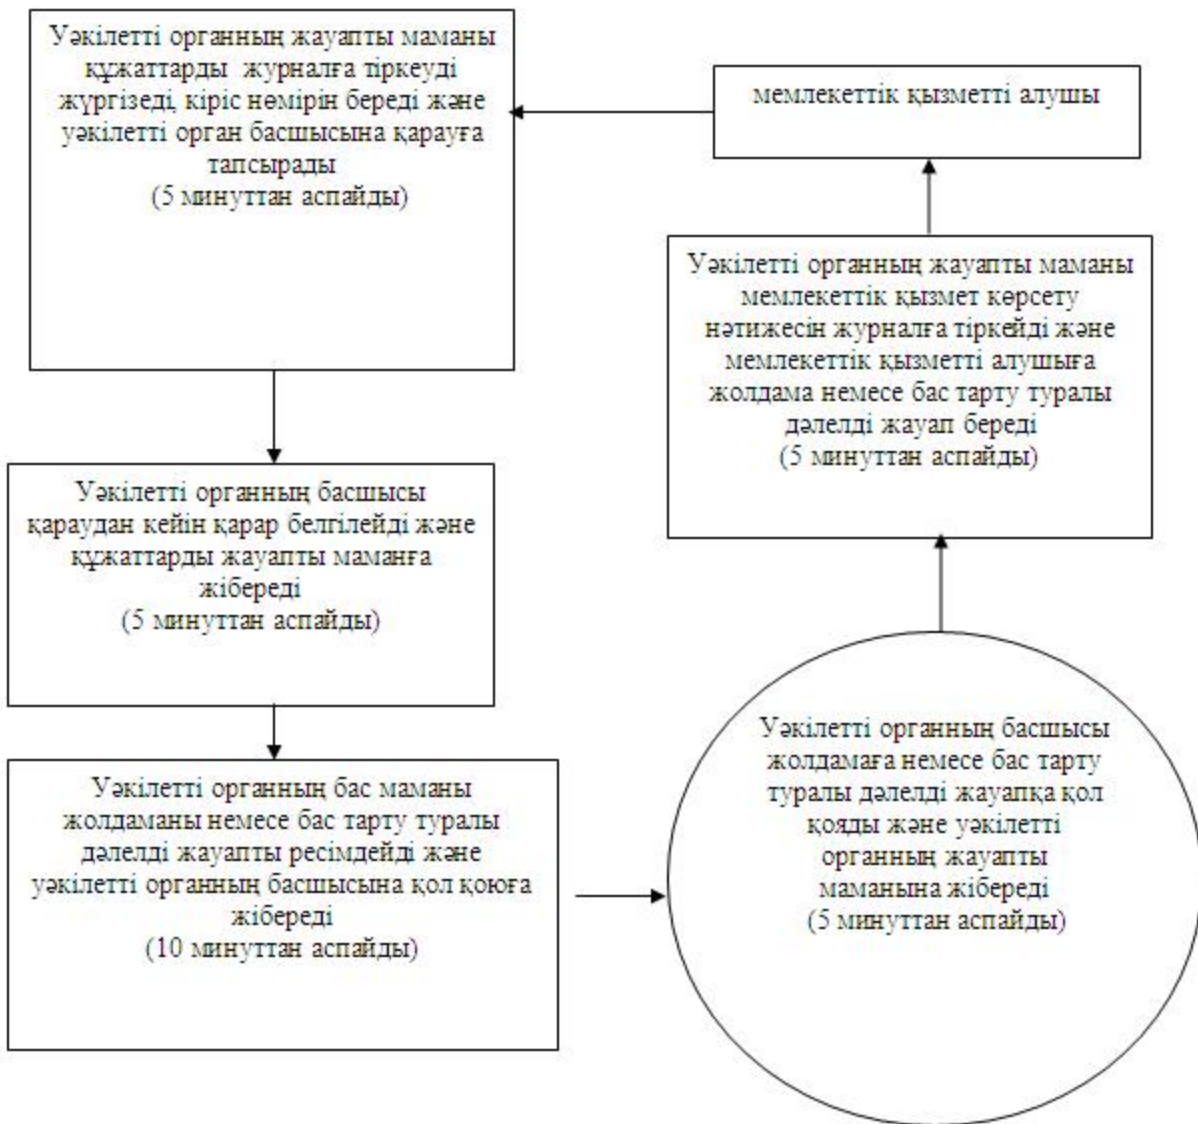 Уәкілетті органның жауапты маманы
құжаттарды журналға тіркеуді
жүргізеді, кіріс нөмірін береді және
уәкілетті орган басшысына қарауға
тапсырады
(5 минуттан аспайды)
мемлекеттік қызметті алушы
Уәкілетті органның жауапты маманы
мемлекеттік қызмет көрсету
нәтижесін журналға тіркейді және
мемлекеттік қызметті алушыға
жолдама немесе бас тарту туралы
дәлелді жауап береді
(5 минуттан аспайды)
Уәкілетті органның басшысы
қараудан кейін қарар белгілейді және
құжаттарды жауапты маманға
жібереді
(5 минуттан аспайды)
Уәкілетті органның бас маманы
жолдаманы немесе бас тарту туралы
дәлелді жауапты ресімдейді және
уәкілетті органның басшысына қол қоюға
жібереді
(10 минуттан аспайды)
Уәкілетті органның басшысы
жолдамаға немесе бас тарту
туралы дәлелді жауапқа қол
қояды және уәкілетті
органның жауапты
маманына жібереді
(5 минуттан аспайды)